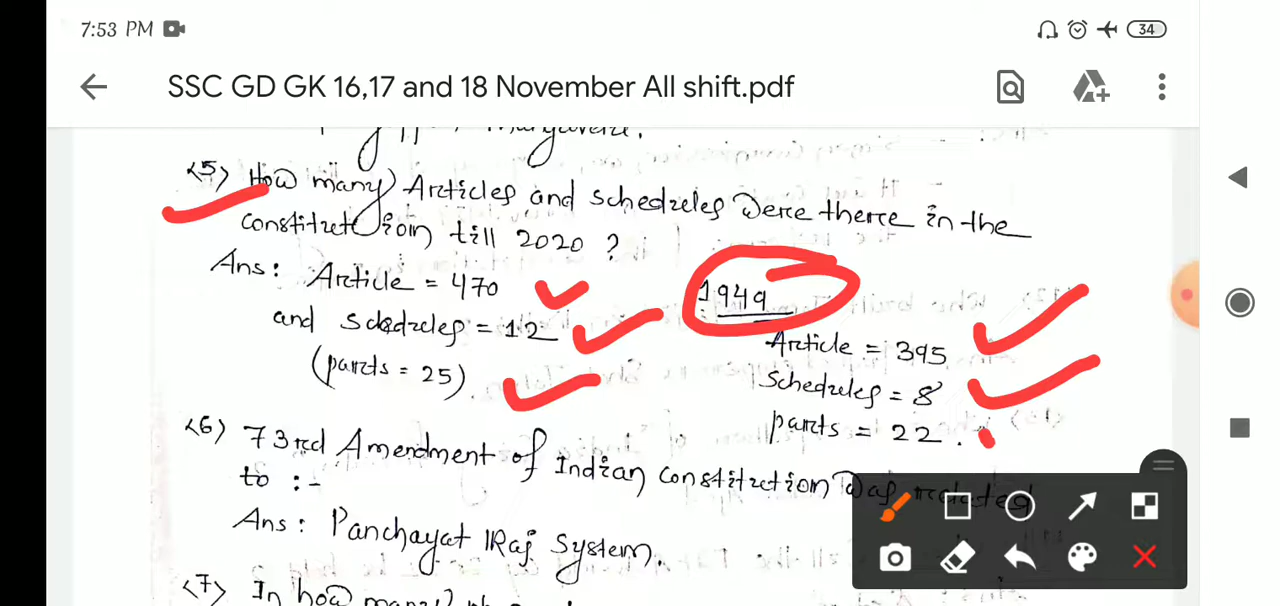 7:53 PM
34
SSC GD GK 16,17 and 18 November All shift.pdf
<5> How many Articles and schedules were there in the
constitution till 2020 ?
Ans: Article = 470
and schedules = 12
(parts = 25)
1949
Article = 395
Schedules = 8
parts = 22.
<6> 73rd Amendment of Indian constitution was related
to :-
Ans: Panchayat Raj System.
<7> In how many